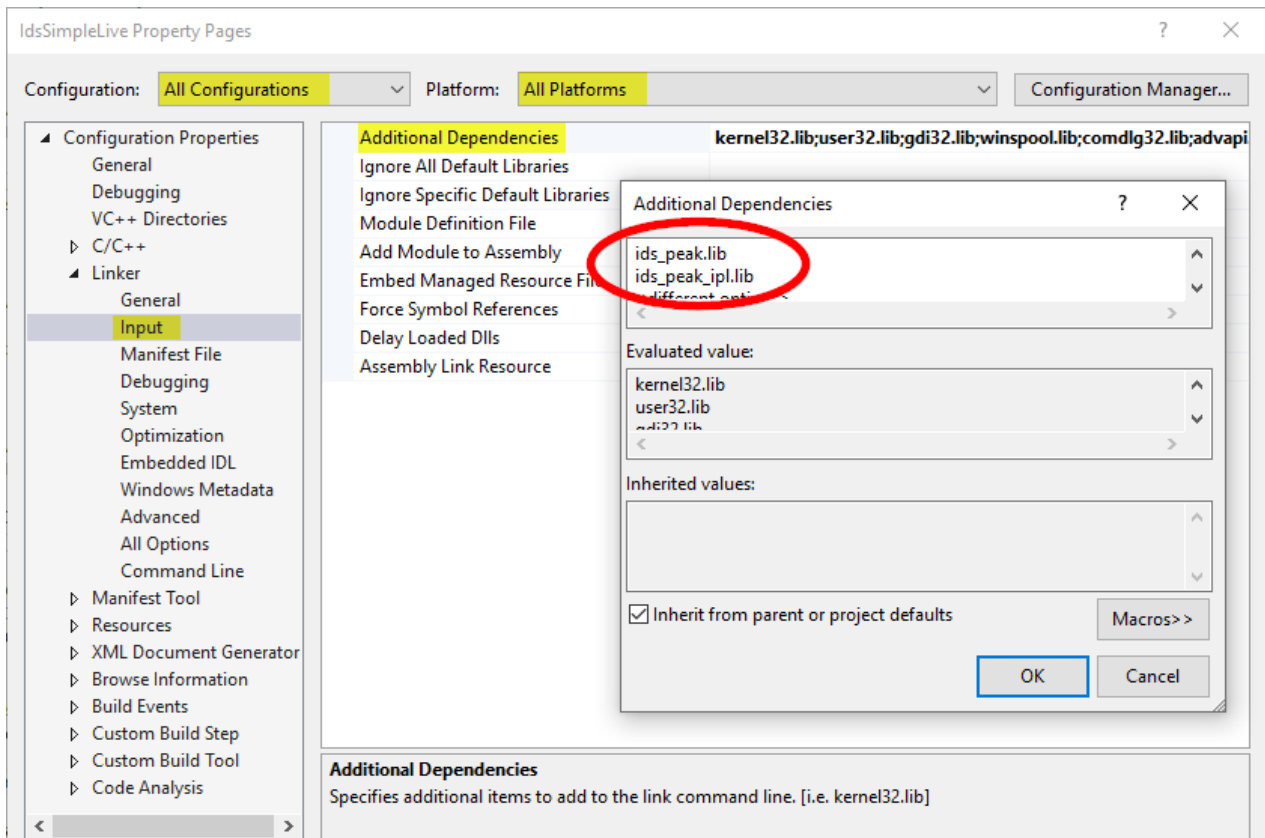 IdsSimpleLive Property Pages
?
Configuration: All Configurations Platform: All Platforms Configuration Manager...
Configuration Properties
General
Debugging
VC++ Directories
C/C++
Linker
General
Input
Manifest File
Debugging
System
Optimization
Embedded IDL
Windows Metadata
Advanced
All Options
Command Line
Manifest Tool
Resources
XML Document Generator
Browse Information
Build Events
Custom Build Step
Custom Build Tool
Code Analysis
Additional Dependencies kernel32.lib;user32.lib;gdi32.lib;winspool.lib;comdlg32.lib;advapi
Ignore All Default Libraries
Ignore Specific Default Libraries
Module Definition File
Add Module to Assembly
Embed Managed Resource File
Force Symbol References
Delay Loaded Dlls
Assembly Link Resource
Additional Dependencies ?
ids_peak.lib
ids_peak_ipl.lib
Evaluated value:
kernel32.lib
user32.lib
gdi32.lib
Inherited values:
Inherit from parent or project defaults
Macros>>
OK Cancel
Additional Dependencies
Specifies additional items to add to the link command line. [i.e. kernel32.lib]